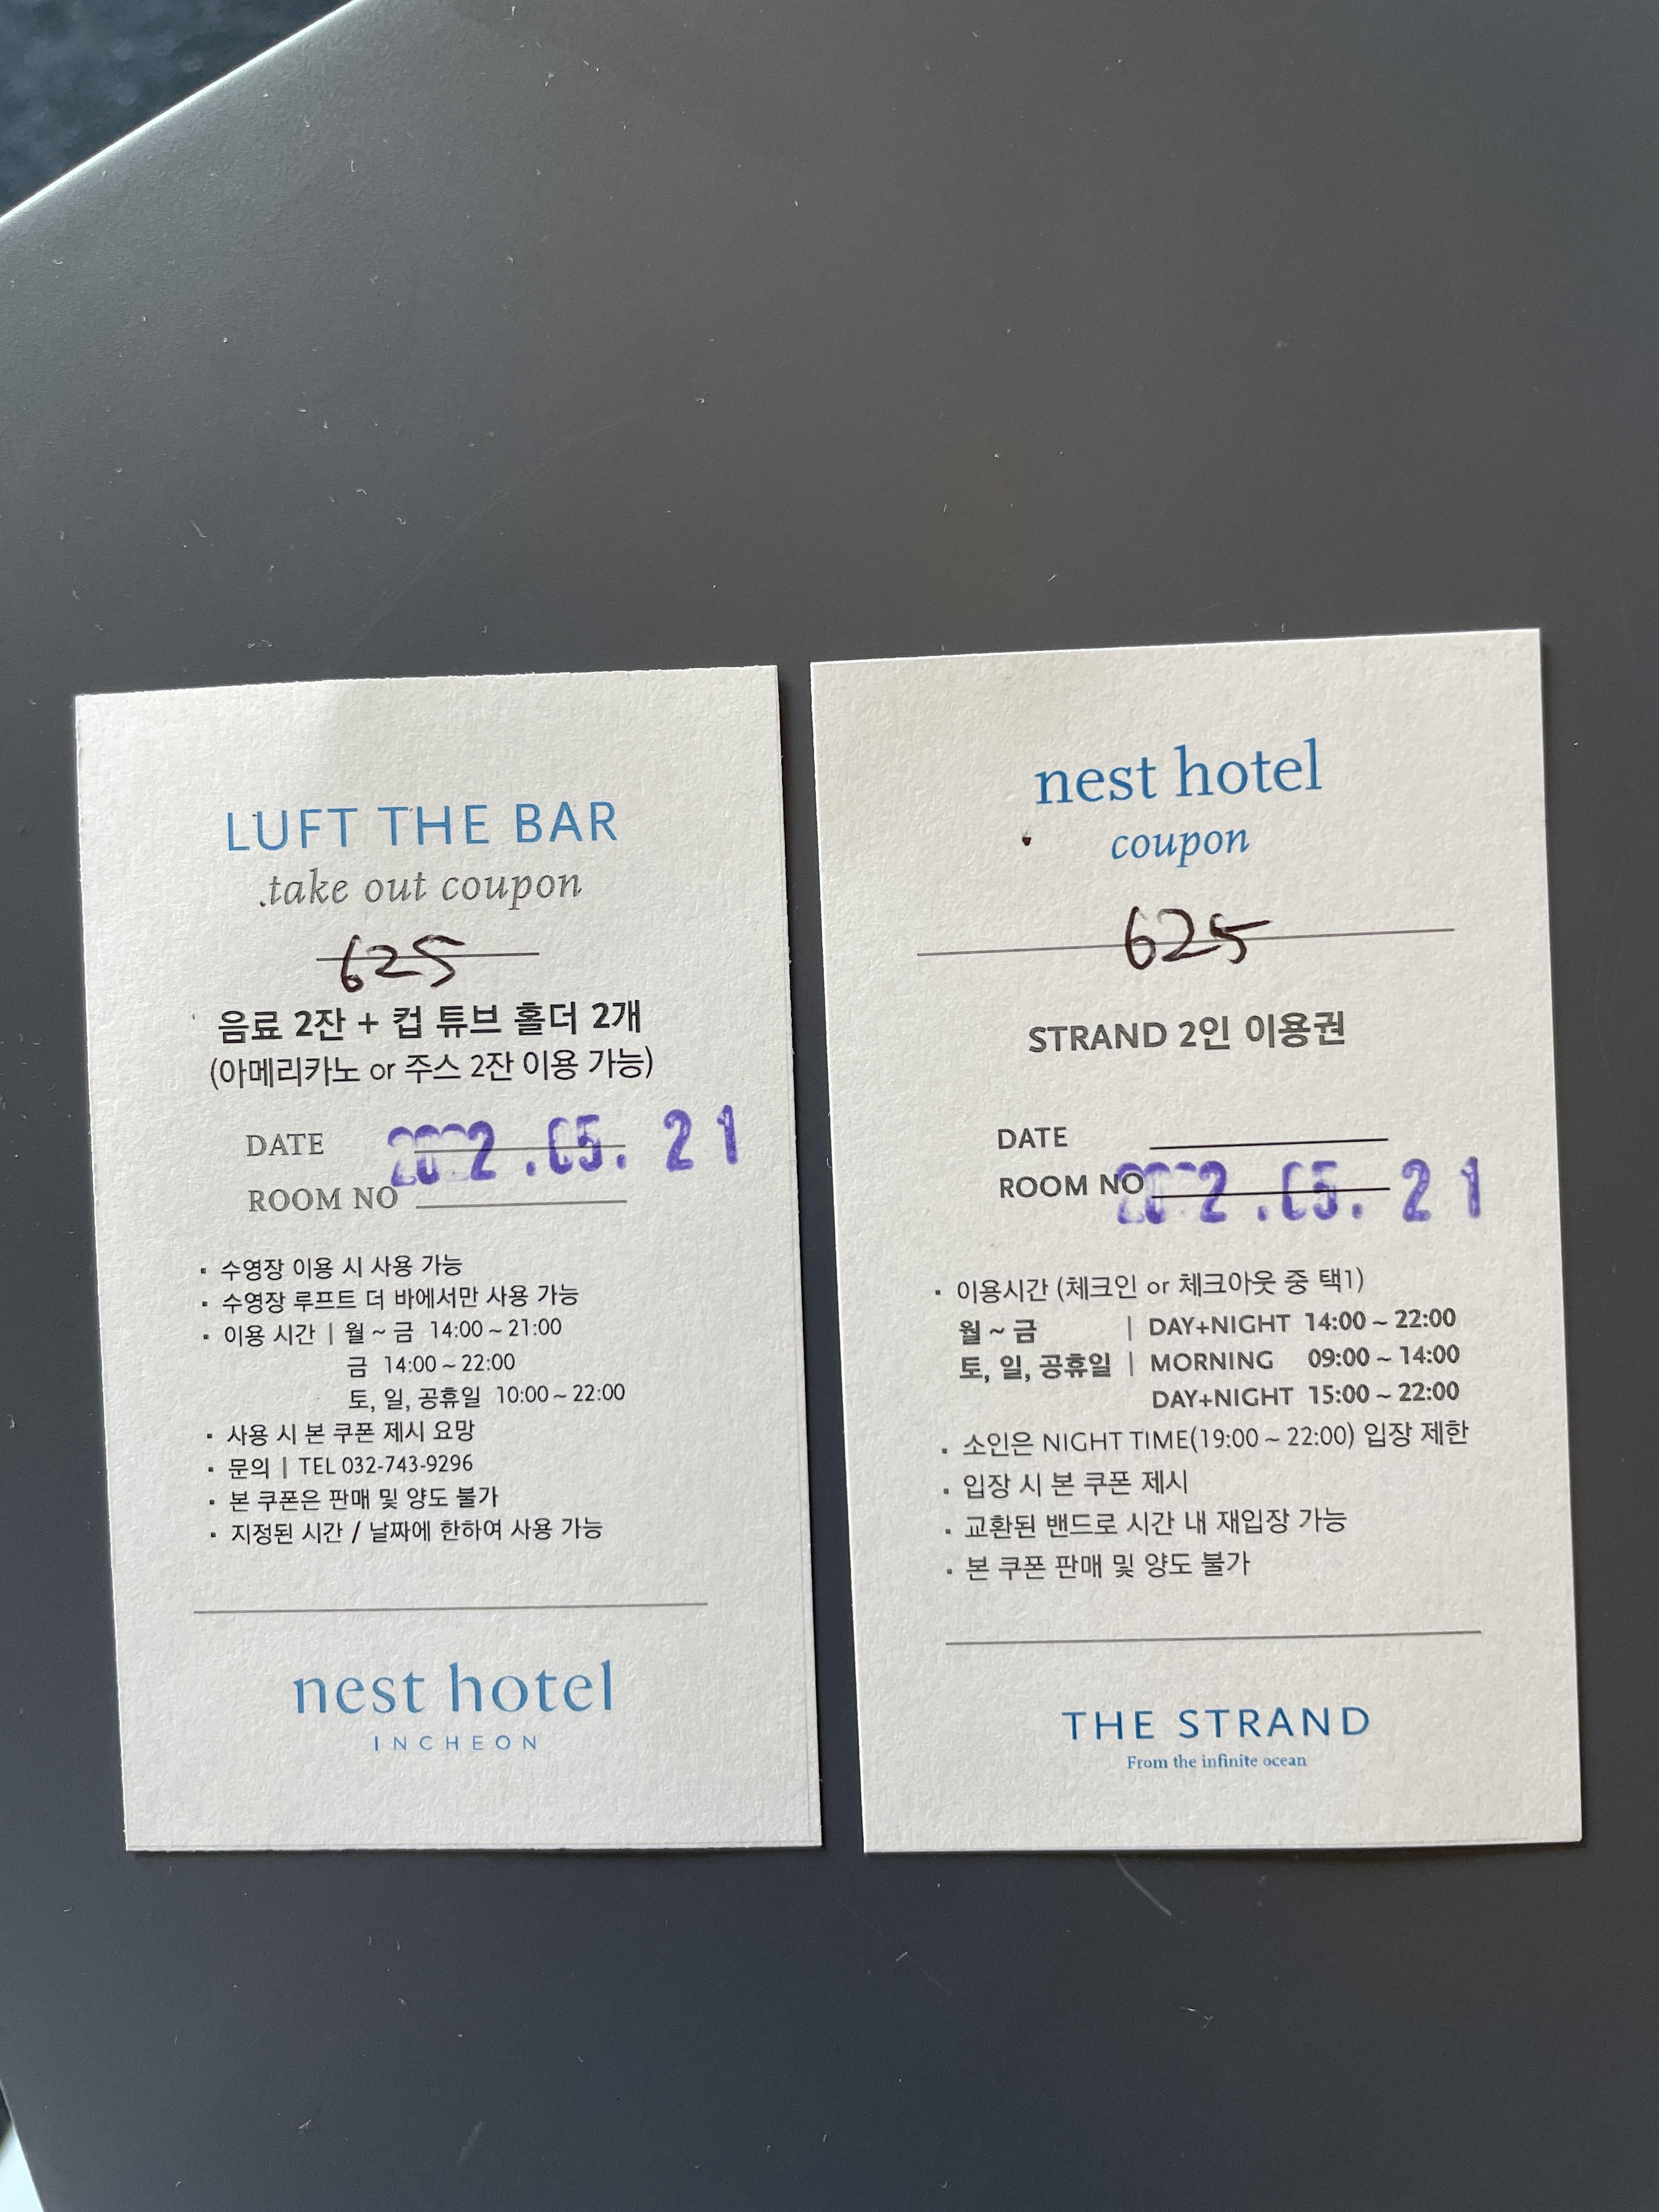 LUFT THE BAR
take out coupon
625
음료 2잔 + 컵 튜브 홀더 2개
(아메리카노 or 주스 2잔 이용 가능)
DATE 2022.05.21
ROOM NO
· 수영장 이용 시 사용 가능
· 수영장 루프트 더 바에서만 사용 가능
· 이용 시간 | 월 ~ 금 14:00 ~ 21:00
금 14:00 ~ 22:00
토, 일, 공휴일 10:00 ~ 22:00
· 사용 시 본 쿠폰 제시 요망
· 문의 | TEL 032-743-9296
· 본 쿠폰은 판매 및 양도 불가
· 지정된 시간 / 날짜에 한하여 사용 가능
nest hotel
INCHEON
nest hotel
coupon
625
STRAND 2인 이용권
DATE
ROOM NO 2022.05.21
· 이용시간 (체크인 or 체크아웃 중 택1)
월 ~ 금 | DAY+NIGHT 14:00 ~ 22:00
토, 일, 공휴일 | MORNING 09:00 ~ 14:00
DAY+NIGHT 15:00 ~ 22:00
· 소인은 NIGHT TIME(19:00 ~ 22:00) 입장 제한
· 입장 시 본 쿠폰 제시
· 교환된 밴드로 시간 내 재입장 가능
· 본 쿠폰 판매 및 양도 불가
THE STRAND
From the infinite ocean